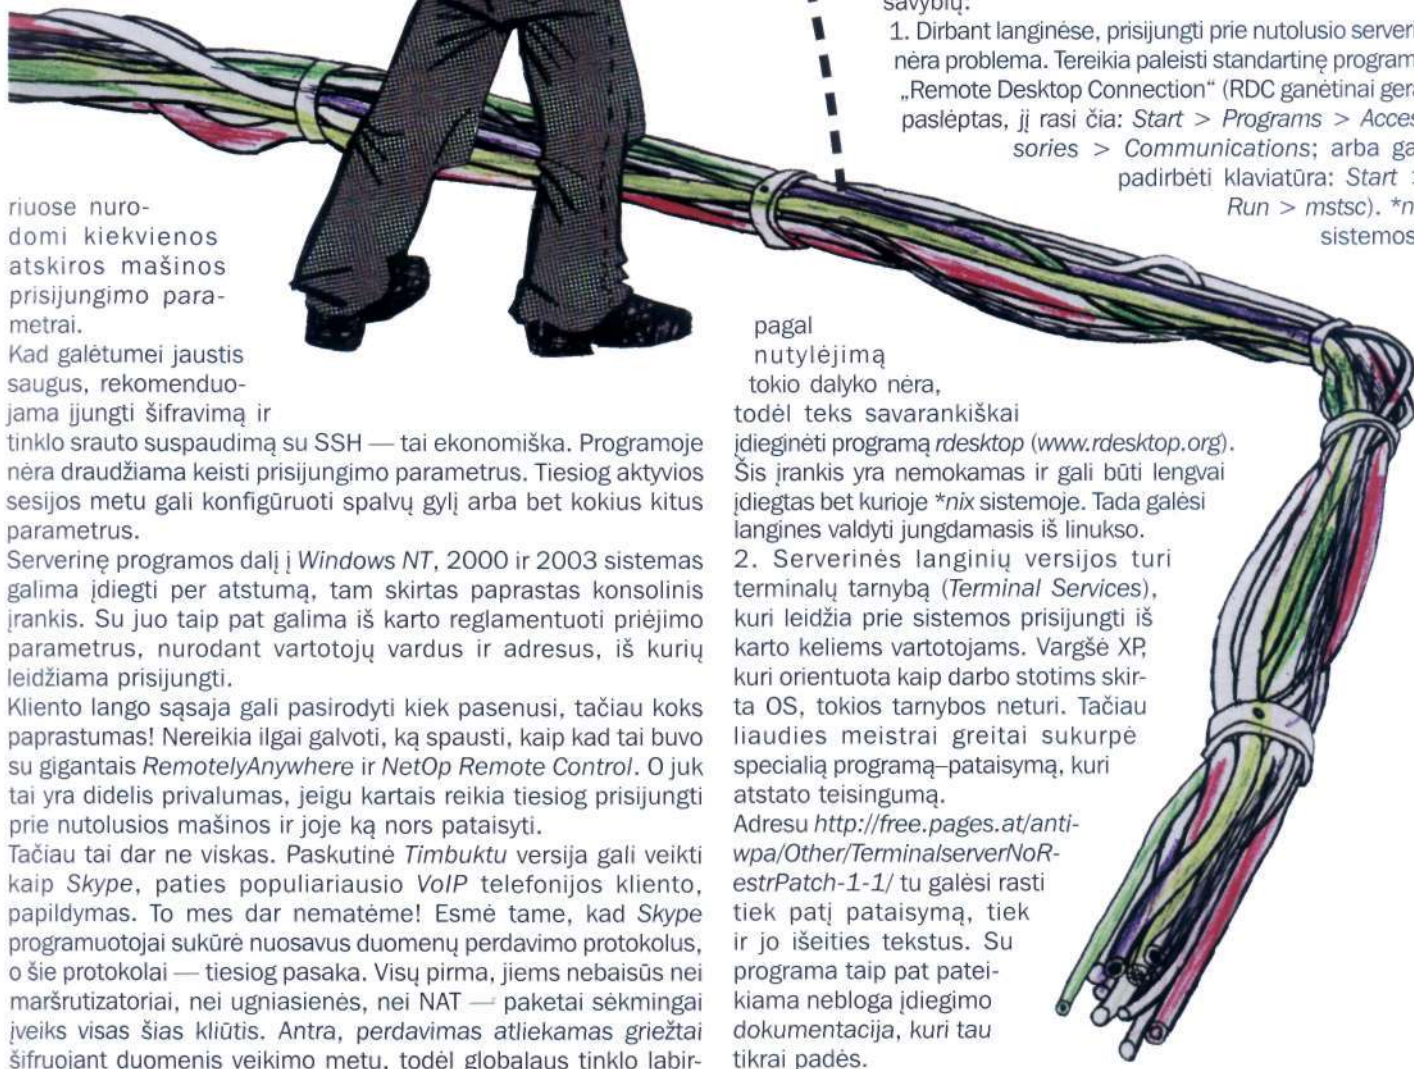 riuose nuro-
domi kiekvienos
atskiros mašinos
prisijungimo para-
metrai.
Kad galėtumei jaustis
saugus, rekomenduo-
jama įjungti šifravimą ir
tinklo srauto suspaudimą su SSH — tai ekonomiška. Programoje
nėra draudžiama keisti prisijungimo parametrus. Tiesiog aktyvios
sesijos metu gali konfigūruoti spalvų gylį arba bet kokius kitus
parametrus.
Serverinę programos dalį į Windows NT, 2000 ir 2003 sistemas
galima įdiegti per atstumą, tam skirtas paprastas konsolinis
įrankis. Su juo taip pat galima iš karto reglamentuoti priėjimo
parametrus, nurodant vartotojų vardus ir adresus, iš kurių
leidžiama prisijungti.
Kliento lango sąsaja gali pasirodyti kiek pasenusi, tačiau koks
paprastumas! Nereikia ilgai galvoti, ką spausti, kaip kad tai buvo
su gigantais RemotelyAnywhere ir NetOp Remote Control. O juk
tai yra didelis privalumas, jeigu kartais reikia tiesiog prisijungti
prie nutolusios mašinos ir joje ką nors pataisyti.
Tačiau tai dar ne viskas. Paskutinė Timbuktu versija gali veikti
kaip Skype, paties populiariausio VoIP telefonijos kliento,
papildymas. To mes dar nematėme! Esmė tame, kad Skype
programuotojai sukūrė nuosavus duomenų perdavimo protokolus,
o šie protokolai — tiesiog pasaka. Visų pirma, jiems nebaisūs nei
maršrutizatoriai, nei ugniasienės, nei NAT — paketai sėkmingai
įveiks visas šias kliūtis. Antra, perdavimas atliekamas griežtai
šifruojant duomenis veikimo metu, todėl globalaus tinklo labir-
savybių:
1. Dirbant langinėse, prisijungti prie nutolusio serveri
nėra problema. Tereikia paleisti standartinę program
„Remote Desktop Connection“ (RDC ganėtinai gera
paslėptas, jį rasi čia: Start > Programs > Acces
sories > Communications; arba ga
padirbėti klaviatūra: Start >
Run > mstsc). *n
sistemos
pagal
nutylėjimą
tokio dalyko nėra,
todėl teks savarankiškai
įdieginėti programą rdesktop (www.rdesktop.org).
Šis įrankis yra nemokamas ir gali būti lengvai
įdiegtas bet kurioje *nix sistemoje. Tada galėsi
langines valdyti jungdamasis iš linukso.
2. Serverinės langinių versijos turi
terminalų tarnybą (Terminal Services),
kuri leidžia prie sistemos prisijungti iš
karto keliems vartotojams. Vargšė XP,
kuri orientuota kaip darbo stotims skir-
ta OS, tokios tarnybos neturi. Tačiau
liaudies meistrai greitai sukurpė
specialią programą–pataisymą, kuri
atstato teisingumą.
Adresu http://free.pages.at/anti-
wpa/Other/TerminalserverNoR-
estrPatch-1-1/ tu galėsi rasti
tiek patį pataisymą, tiek
ir jo išeities tekstus. Su
programa taip pat patei-
kiama nebloga įdiegimo
dokumentacija, kuri tau
tikrai padės.